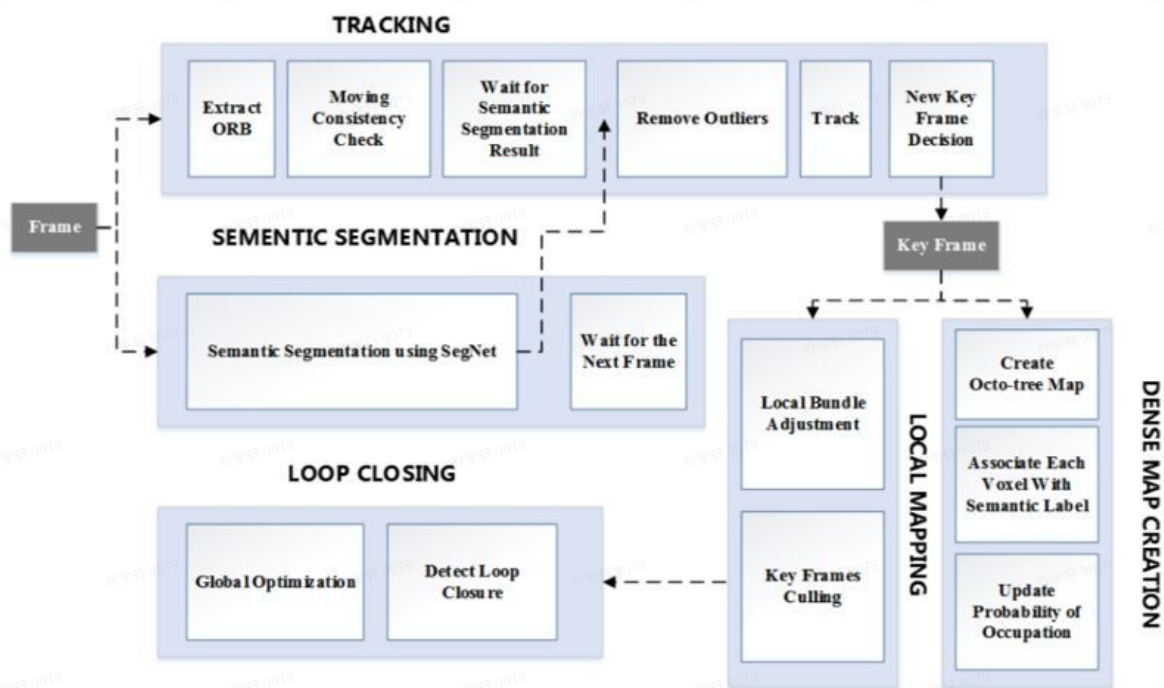 TRACKING
Extract
ORB
Moving
Consistency
Check
Wait for
Semantic
Segmentation
Result
Remove Outliers
Track
New Key
Frame
Decision
Frame
SEMENTIC SEGMENTATION
Key Frame
Semantic Segmentation using SegNet
Wait for the
Next Frame
Local Bundle
Adjustment
Key Frames
Culling
LOCAL MAPPING
Create
Octo-tree Map
Associate Each
Voxel With
Semantic Label
Update
Probability of
Occupation
DENSE MAP CREATION
LOOP CLOSING
Global Optimization
Detect Loop
Closure